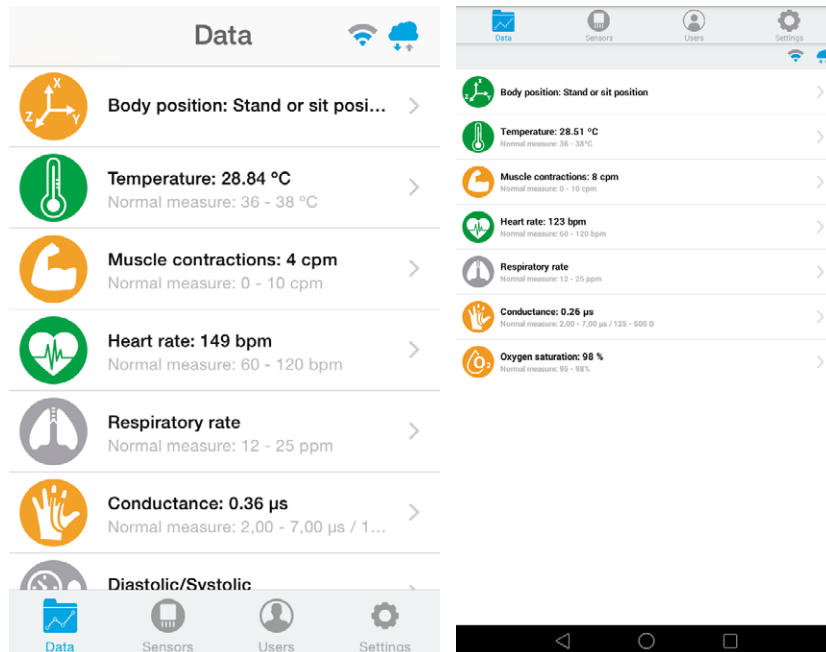 Data
X
Z
Y
Body position: Stand or sit posi...
Temperature: 28.84 ºC
Normal measure: 36 - 38 ºC
Muscle contractions: 4 cpm
Normal measure: 0 - 10 cpm
Heart rate: 149 bpm
Normal measure: 60 - 120 bpm
Respiratory rate
Normal measure: 12 - 25 ppm
Conductance: 0.36 µs
Normal measure: 2,00 - 7,00 µs / 1...
Diastolic/Systolic
Data
Sensors
Users
Settings
Data
Sensors
Users
Settings
X
Z
Y
Body position: Stand or sit position
Temperature: 28.51 ºC
Normal measure: 36 - 38ºC
Muscle contractions: 8 cpm
Normal measure: 0 - 10 cpm
Heart rate: 123 bpm
Normal measure: 60 - 120 bpm
Respiratory rate
Normal measure: 12 - 25 ppm
Conductance: 0.26 µs
Normal measure: 2,00 - 7,00 µs / 125 - 500 Ω
O2
Oxygen saturation: 98 %
Normal measure: 95 - 98%